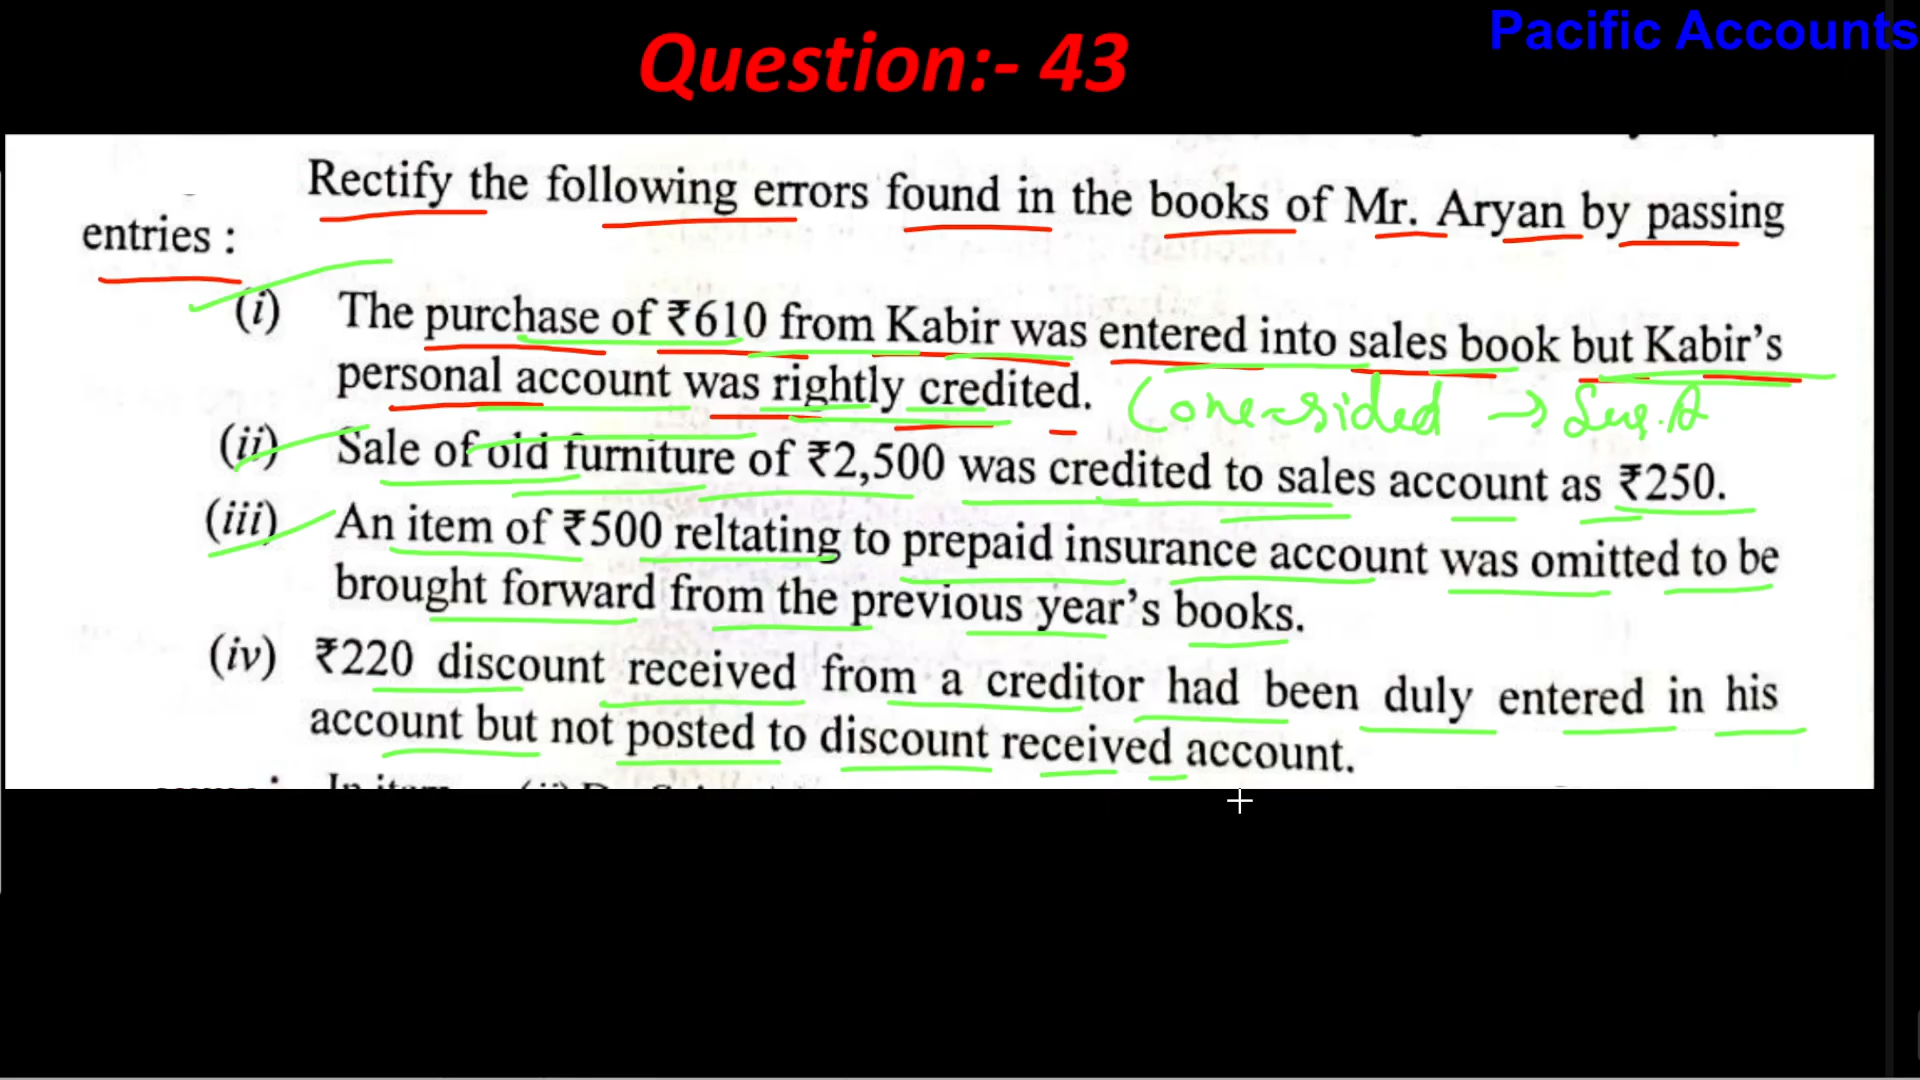 Pacific Accounts
Question:- 43
Rectify the following errors found in the books of Mr. Aryan by passing
entries :
(i) The purchase of ₹610 from Kabir was entered into sales book but Kabir's
personal account was rightly credited. (one-sided → Sus. A
(ii) Sale of old furniture of ₹2,500 was credited to sales account as ₹250.
(iii) An item of ₹500 reltating to prepaid insurance account was omitted to be
brought forward from the previous year's books.
(iv) ₹220 discount received from a creditor had been duly entered in his
account but not posted to discount received account.